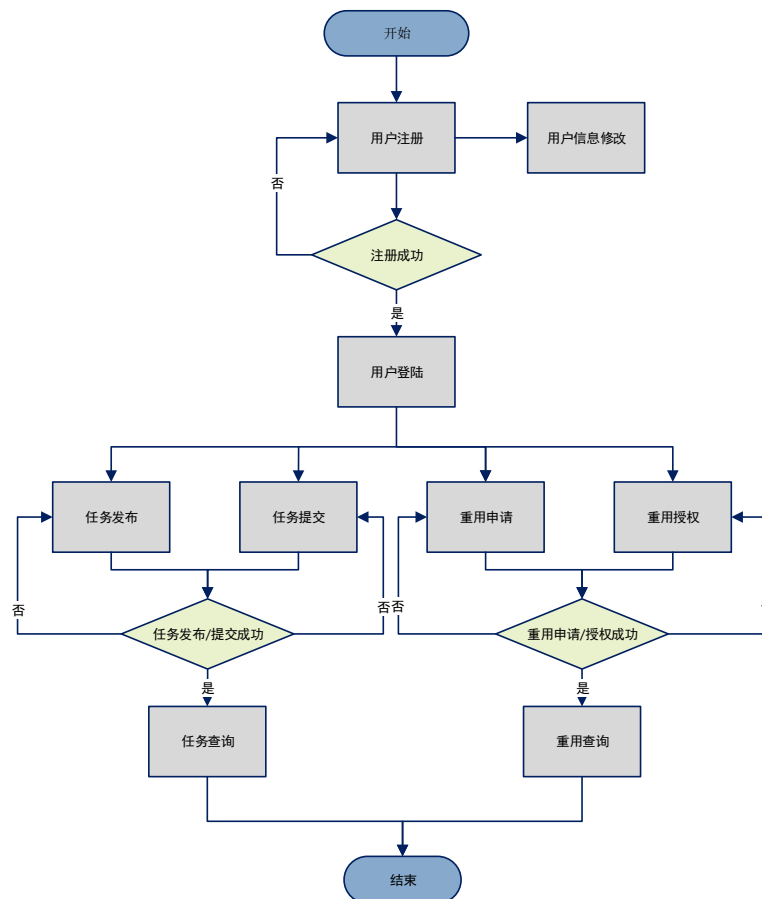 开始
用户注册
用户信息修改
否
注册成功
是
用户登陆
任务发布
任务提交
重用申请
重用授权
否
任务发布/提交成功
否
否
重用申请/授权成功
是
是
任务查询
重用查询
结束